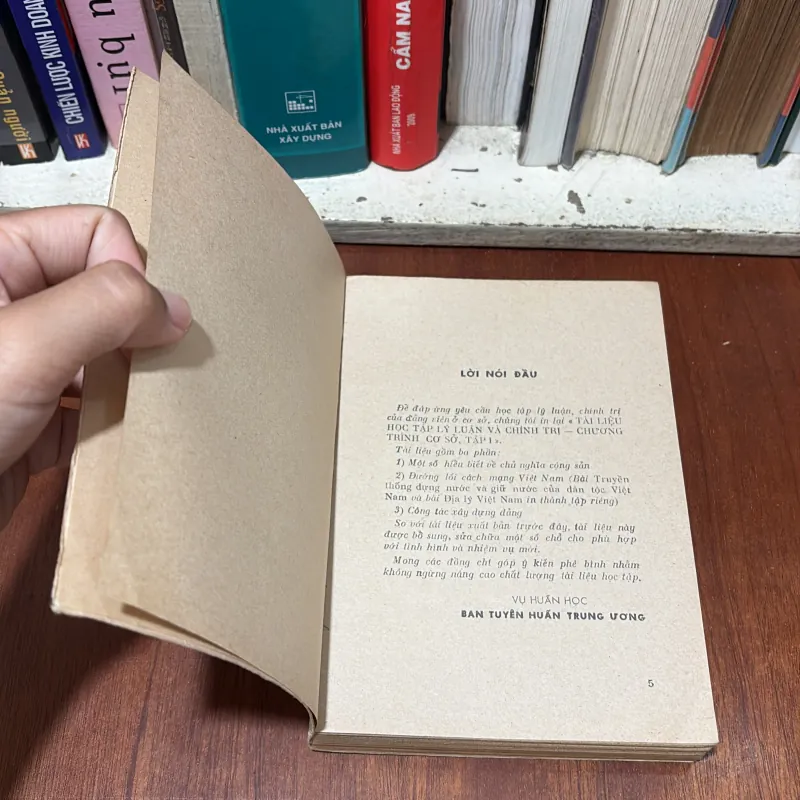 quản người
CHIẾN LƯỢC KINH DOAN
NHÀ XUẤT BẢN
XÂY DỰNG
CẨM NA
NHÀ XUẤT BẢN LAO ĐỘNG
LỜI NÓI ĐẦU
Để đáp ứng yêu cầu học tập lý luận, chính trị
của đảng viên ở cơ sở, chúng tôi in lại « TÀI LIỆU
HỌC TẬP LÝ LUẬN VÀ CHÍNH TRỊ — CHƯƠNG
TRÌNH CƠ SỞ, TẬP I ».
Tài liệu gồm ba phần:
1) Một số hiểu biết về chủ nghĩa cộng sản
2) Đường lối cách mạng Việt Nam (Bài Truyền
thống dựng nước và giữ nước của dân tộc Việt
Nam và bài Địa lý Việt Nam in thành tập riêng)
3) Công tác xây dựng đảng
So với tài liệu xuất bản trước đây, tài liệu này
được bổ sung, sửa chữa một số chỗ cho phù hợp
với tình hình và nhiệm vụ mới.
Mong các đồng chí góp ý kiến phê bình nhằm
không ngừng nâng cao chất lượng tài liệu học tập.
VỤ HUẤN HỌC
BAN TUYÊN HUẤN TRUNG ƯƠNG
5